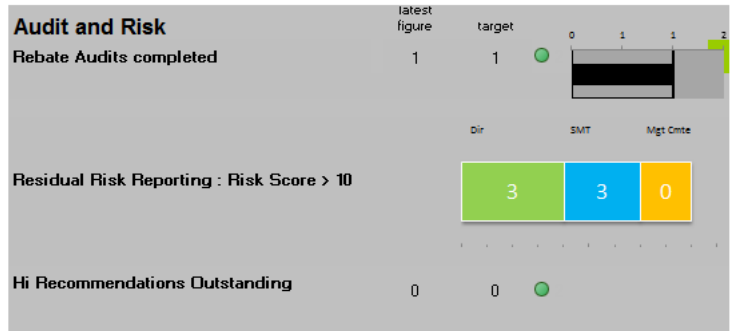 Audit and Risk
latest figure
target
0 1 1 2
Rebate Audits completed
1 1
Dir SMT Mgt Cmte
Residual Risk Reporting : Risk Score > 10
3 3 0
Hi Recommendations Outstanding
0 0